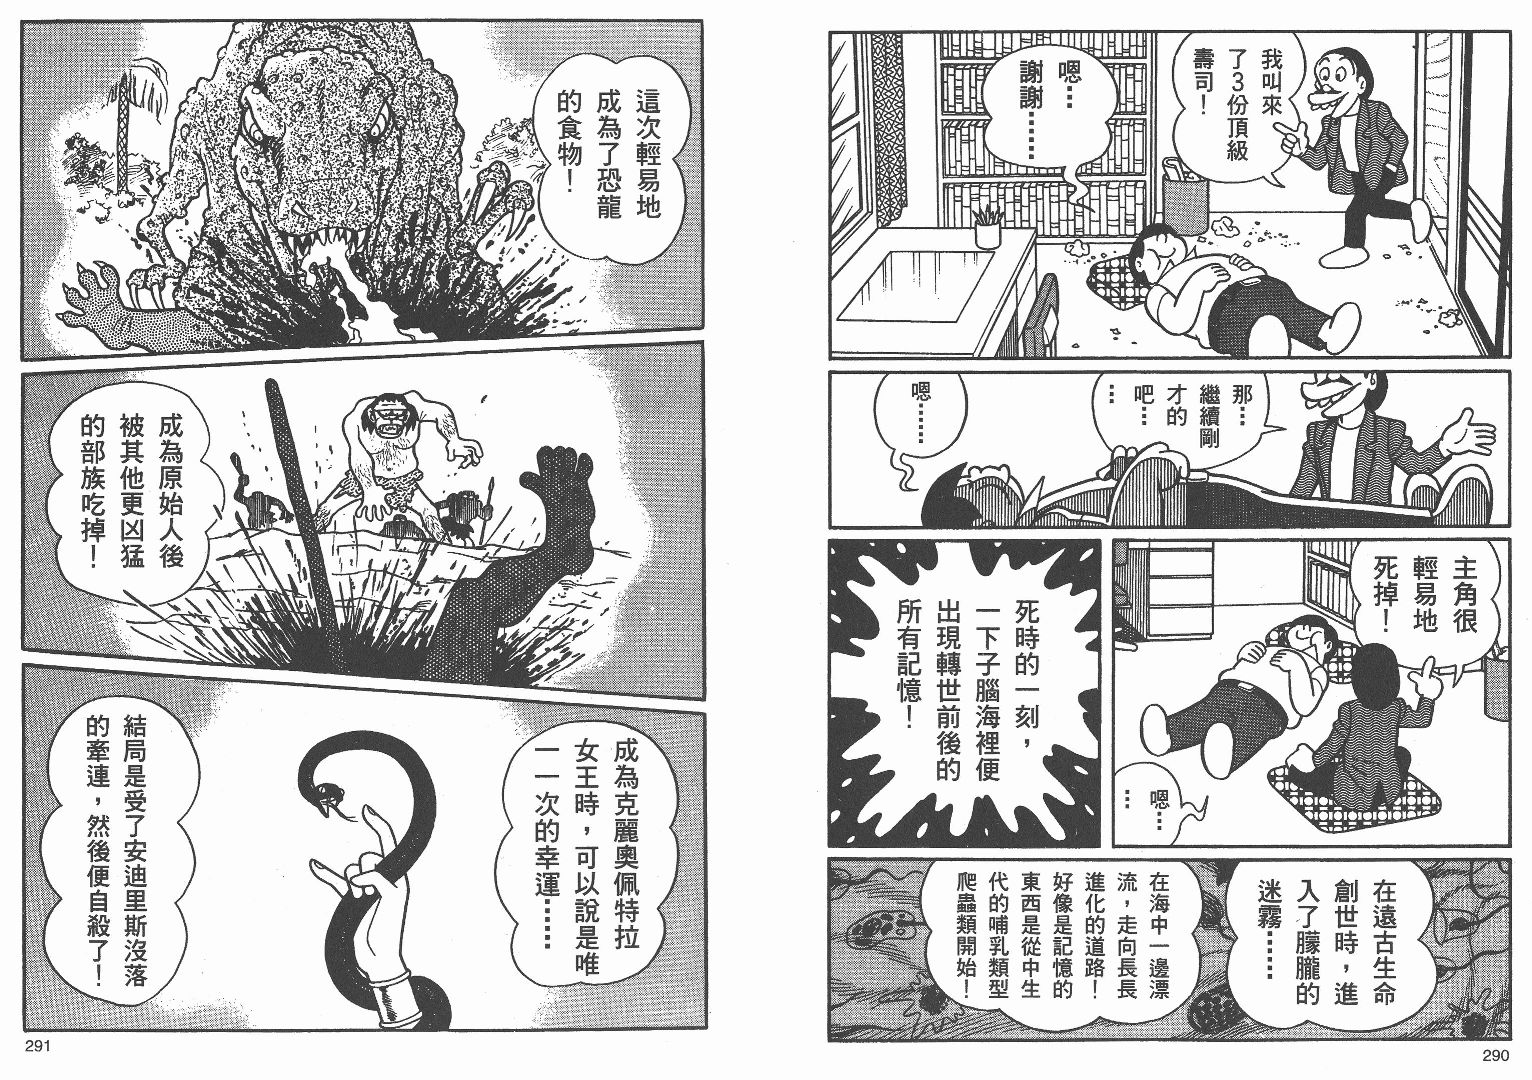 我叫來
了3份頂級
壽司！
嗯⋯
謝謝⋯⋯
那⋯
繼續剛
才的
吧⋯
⋯
嗯⋯⋯
主角很
輕易地
死掉！
嗯⋯
⋯
死時的一刻，
一下子腦海裡便
出現轉世前後的
所有記憶！
在遠古生命
創世時，進
入了朦朧的
迷霧⋯⋯
在海中一邊漂
流，走向長長
進化的道路！
好像是記憶的
東西是從中生
代的哺乳類型
爬蟲類開始！
290
這次輕易地
成為了恐龍
的食物！
成為原始人後
被其他更凶猛
的部族吃掉！
成為克麗奧佩特拉
女王時，可以說是唯
一一次的幸運⋯⋯
結局是受了安迪里斯沒落
的牽連，然後便自殺了！
291